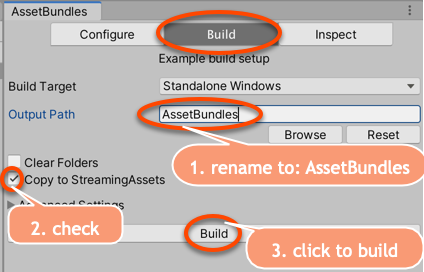 AssetBundles
Configure Build Inspect
Example build setup
Build Target Standalone Windows
Output Path AssetBundles
Browse Reset
1. rename to: AssetBundles
Clear Folders
Copy to StreamingAssets
Advanced Settings
2. check
Build
3. click to build